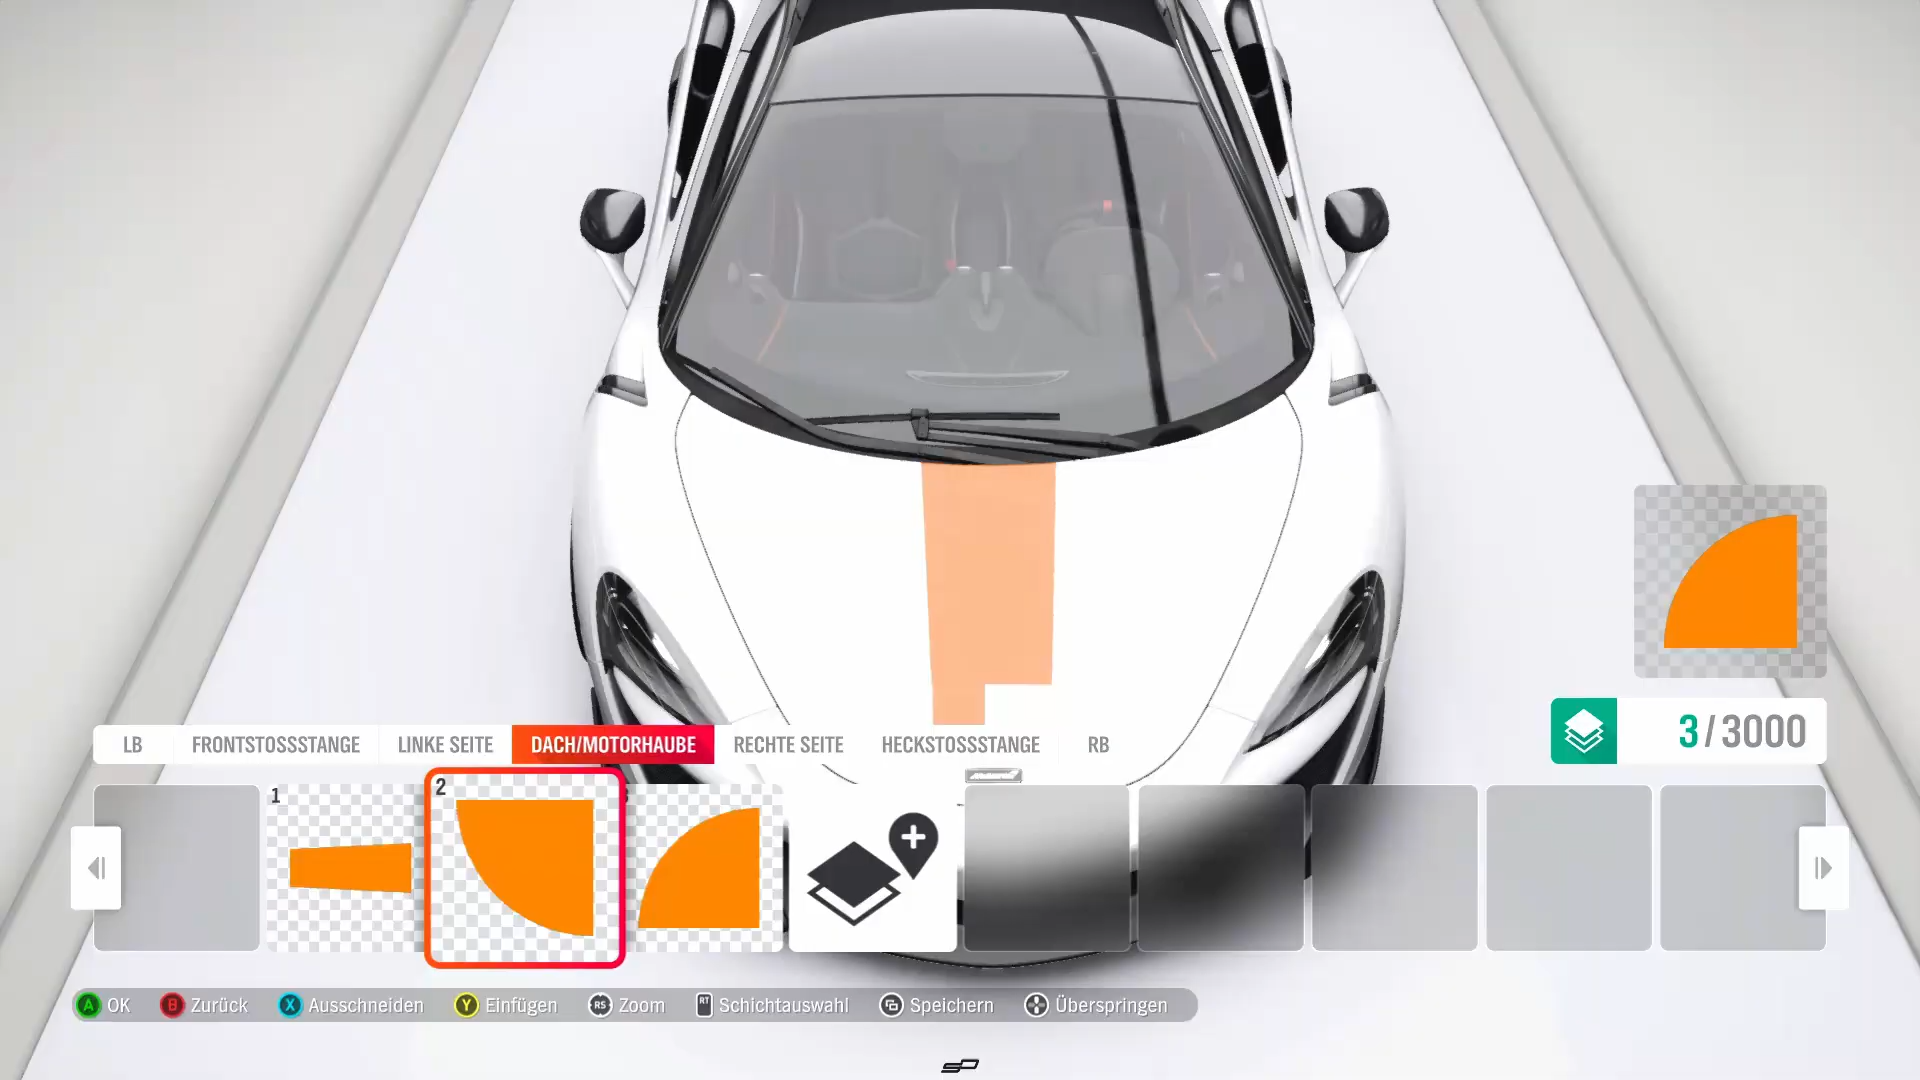 3/3000
LB FRONTSTOSSSTANGE LINKE SEITE DACH/MOTORHAUBE RECHTE SEITE HECKSTOSSSTANGE RB
1 2
A OK B Zurück X Ausschneiden Y Einfügen RS Zoom RT Schichtauswahl Speichern Überspringen